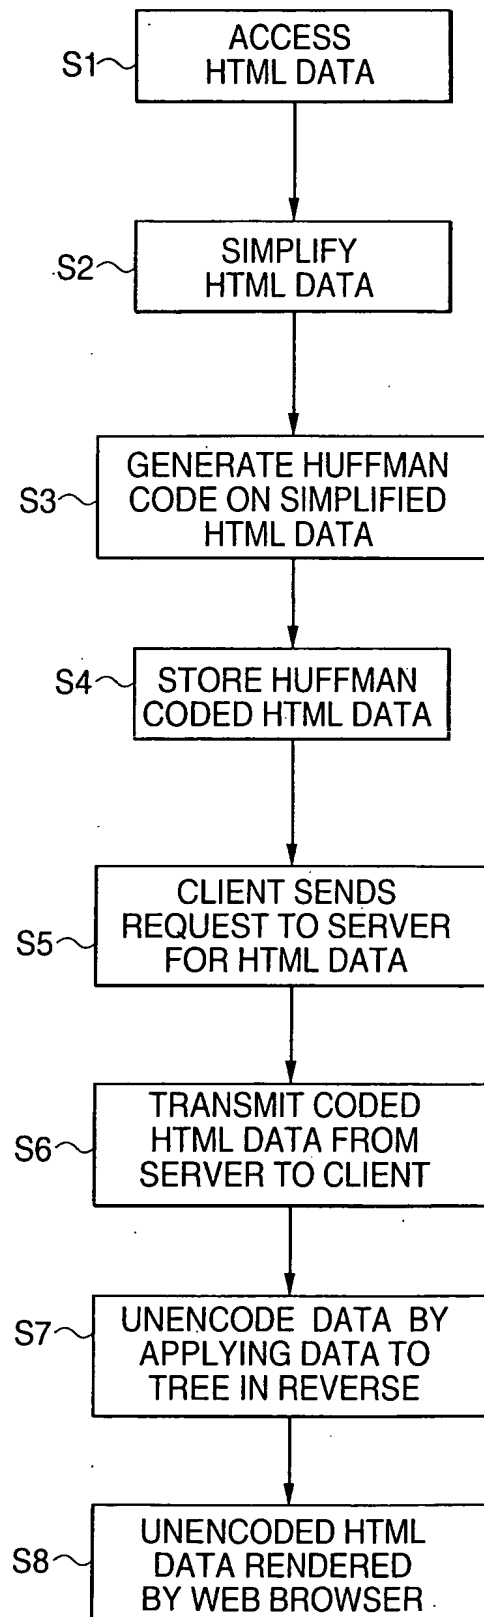 S1
ACCESS
HTML DATA
S2
SIMPLIFY
HTML DATA
S3
GENERATE HUFFMAN
CODE ON SIMPLIFIED
HTML DATA
S4
STORE HUFFMAN
CODED HTML DATA
S5
CLIENT SENDS
REQUEST TO SERVER
FOR HTML DATA
S6
TRANSMIT CODED
HTML DATA FROM
SERVER TO CLIENT
S7
UNENCODE DATA BY
APPLYING DATA TO
TREE IN REVERSE
S8
UNENCODED HTML
DATA RENDERED
BY WEB BROWSER